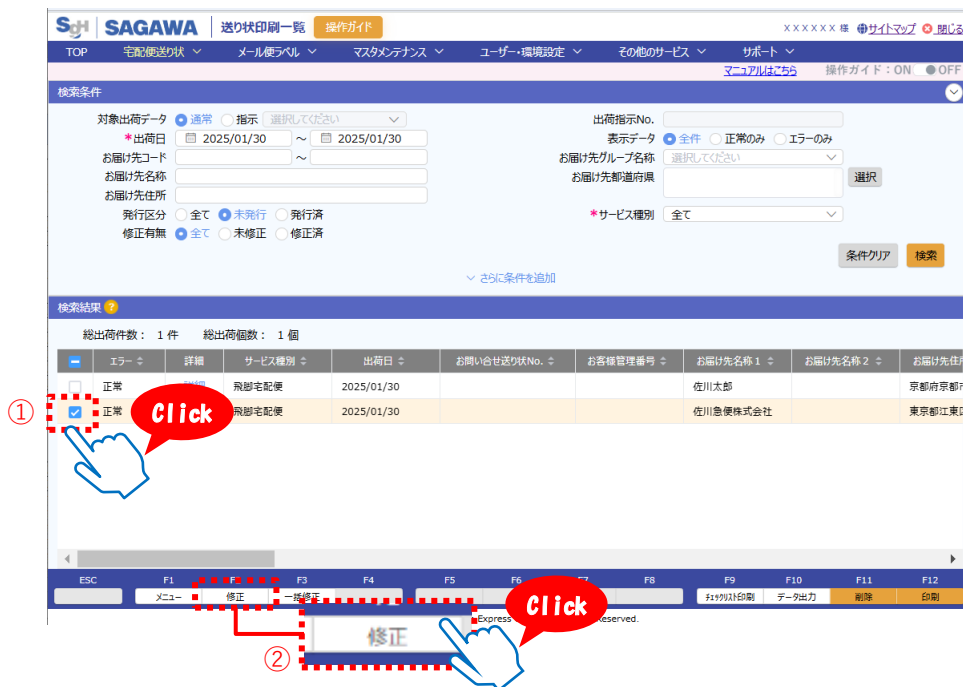 SGH SAGAWA 送り状印刷一覧 操作ガイド XXXXXX 様 サイトマップ 閉じる
TOP 宅配便送り状 メール便ラベル マスタメンテナンス ユーザー・環境設定 その他のサービス サポート
マニュアルはこちら 操作ガイド：ON OFF
検索条件
対象出荷データ 通常 指示 選択してください 出荷指示No.
*出荷日 2025/01/30 ～ 2025/01/30 表示データ 全件 正常のみ エラーのみ
お届け先コード ～ お届け先グループ名称 選択してください
お届け先名称 お届け先都道府県 選択
お届け先住所
発行区分 全て 未発行 発行済 *サービス種別 全て
修正有無 全て 未修正 修正済
条件クリア 検索
さらに条件を追加
検索結果 ?
総出荷件数： 1 件 総出荷個数： 1 個
エラー 詳細 サービス種別 出荷日 お問い合せ送り状No. お客様管理番号 お届け先名称１ お届け先名称２ お届け先住所
正常 詳細 飛脚宅配便 2025/01/30 佐川太郎 京都府京都市
① 正常 Click 飛脚宅配便 2025/01/30 佐川急便株式会社 東京都江東区
ESC F1 F2 F3 F4 F5 F6 F7 F8 F9 F10 F11 F12
メニュー 修正 一括修正 ﾁｪｯｸﾘｽﾄ印刷 データ出力 削除 印刷
Click
Express Reserved.
修正
②